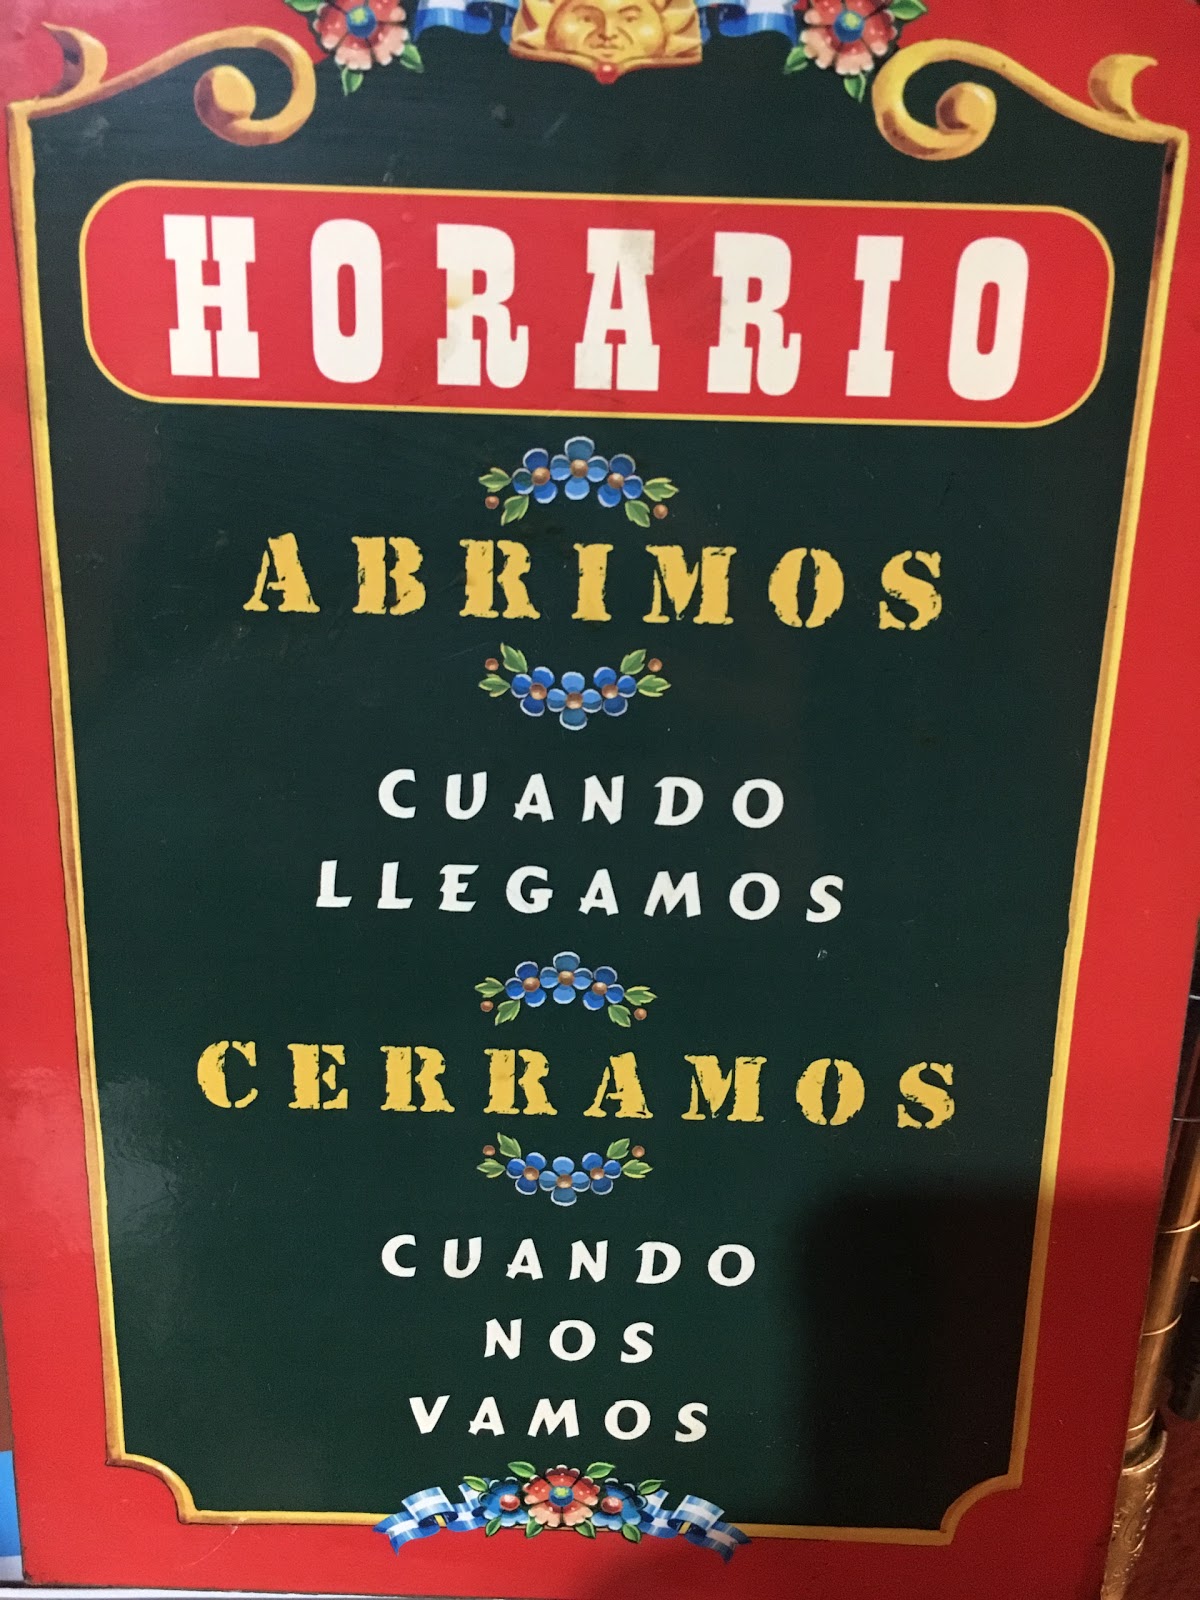 HORARIO
ABRIMOS
CUANDO
LLEGAMOS
CERRAMOS
CUANDO
NOS
VAMOS